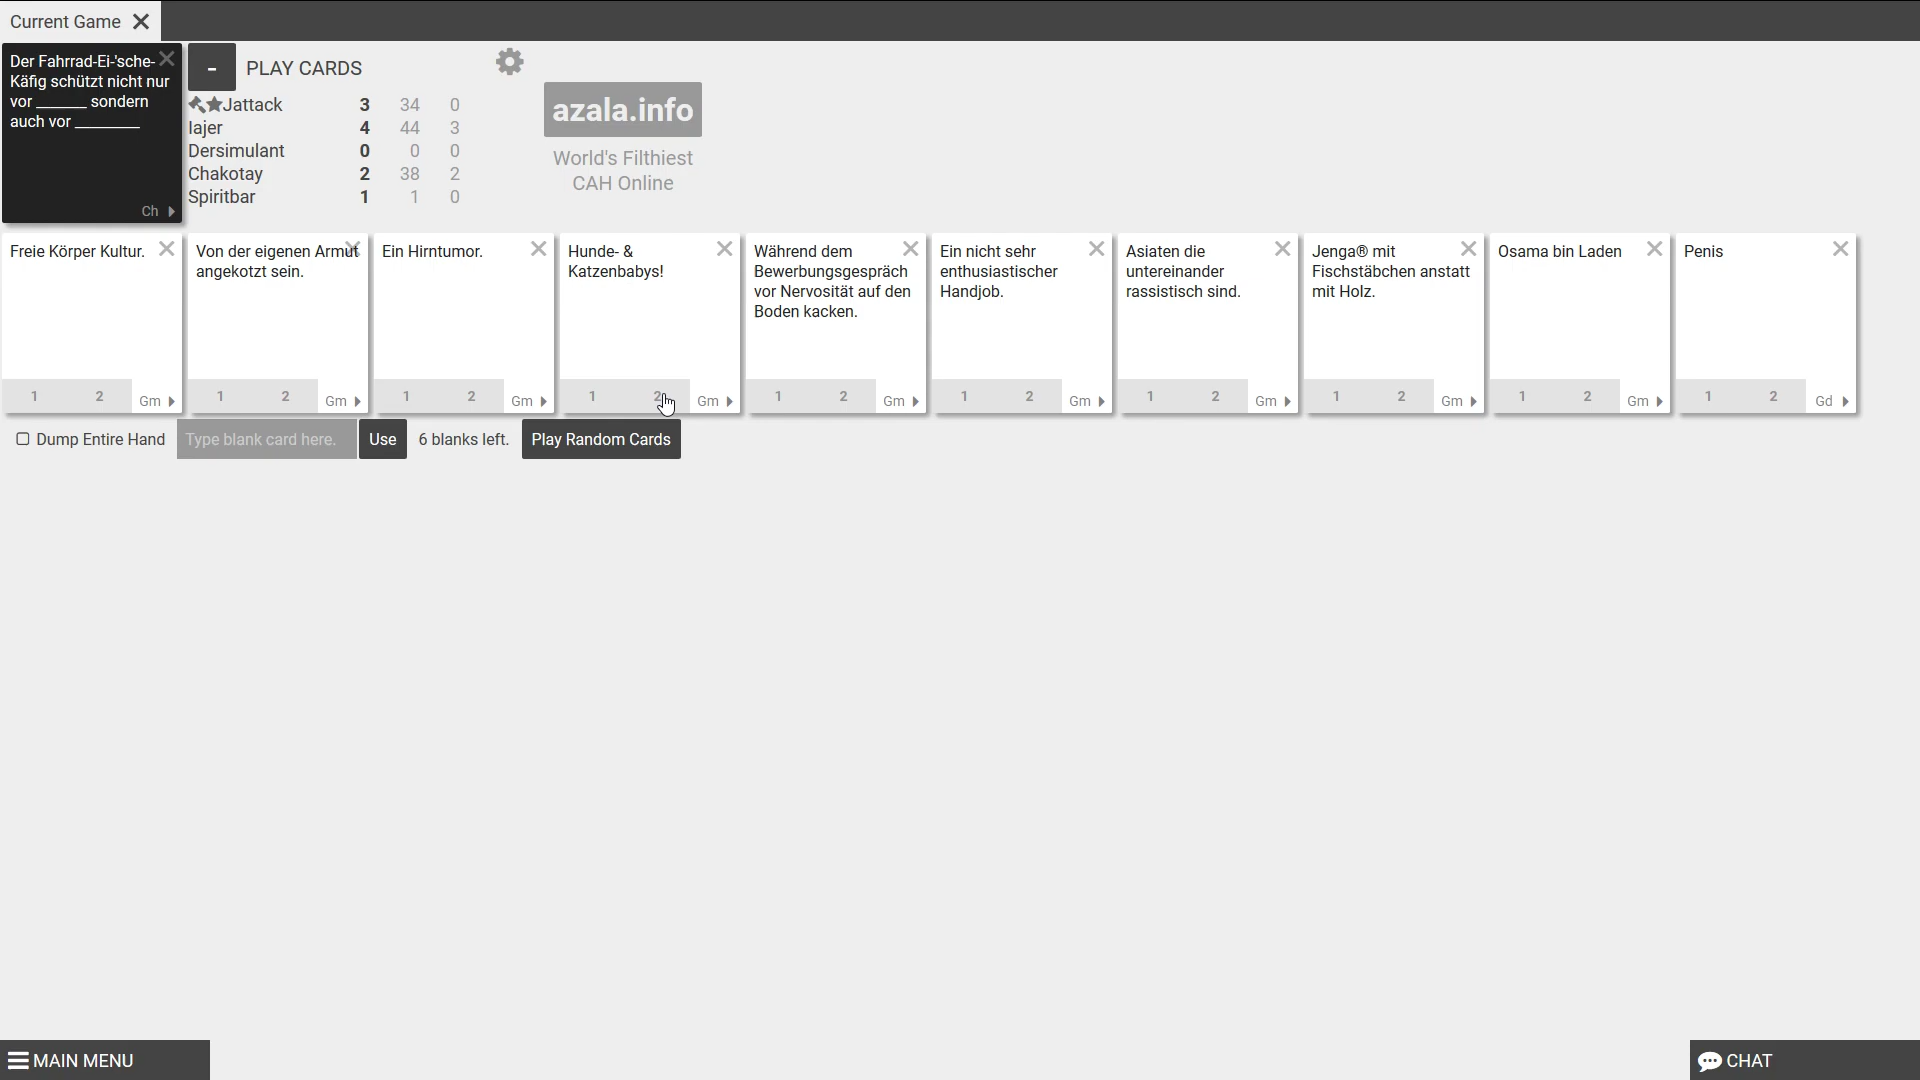 Current Game
Der Fahrrad-Ei-'sche-
Käfig schützt nicht nur
vor ______ sondern
auch vor ________
Ch
-
PLAY CARDS
Jattack 3 34 0
lajer 4 44 3
Dersimulant 0 0 0
Chakotay 2 38 2
Spiritbar 1 1 0
azala.info
World's Filthiest
CAH Online
Freie Körper Kultur.
1 2 Gm
Von der eigenen Armut
angekotzt sein.
1 2 Gm
Ein Hirntumor.
1 2 Gm
Hunde- &
Katzenbabys!
1 2 Gm
Während dem
Bewerbungsgespräch
vor Nervosität auf den
Boden kacken.
1 2 Gm
Ein nicht sehr
enthusiastischer
Handjob.
1 2 Gm
Asiaten die
untereinander
rassistisch sind.
1 2 Gm
Jenga® mit
Fischstäbchen anstatt
mit Holz.
1 2 Gm
Osama bin Laden
1 2 Gm
Penis
1 2 Gd
Dump Entire Hand
Type blank card here.
Use
6 blanks left.
Play Random Cards
MAIN MENU
CHAT